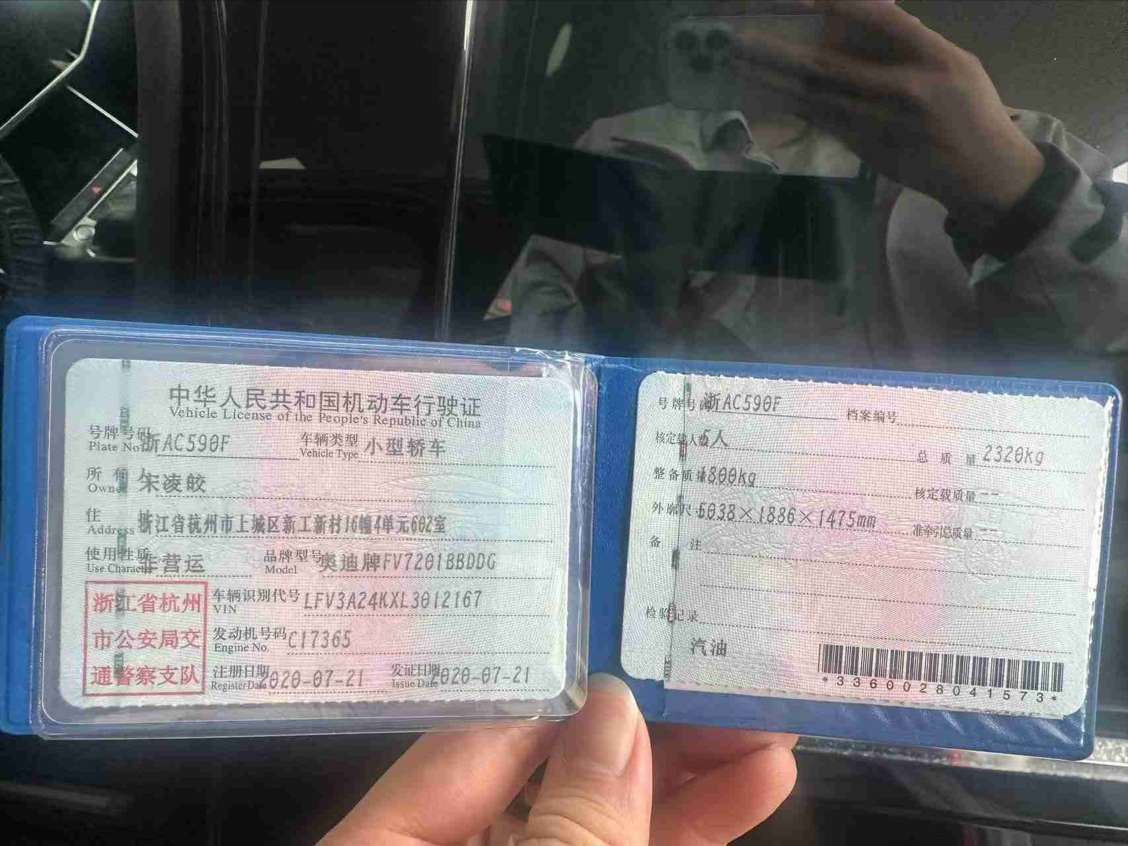 中华人民共和国机动车行驶证
Vehicle License of the People's Republic of China
号牌号码 浙AC590F 车辆类型 小型轿车
Plate No. Vehicle Type
所有人 宋凌皎
Owner
住 址 浙江省杭州市上城区新工新村16幢4单元602室
Address
使用性质 非营运 品牌型号 奥迪牌FV7201BBDDG
Use Character Model
浙江省杭州
市公安局交
通警察支队
车辆识别代号 LFV3A24KXL3012167
VIN
发动机号码 C17365
Engine No.
注册日期 2020-07-21 发证日期 2020-07-21
Register Date Issue Date
号牌号码 浙AC590F 档案编号
核定载人数 5人 总 质 量 2320kg
整备质量 1800kg 核定载质量 --
外廓尺寸 5038×1886×1475mm 准牵引总质量 --
备 注
检验记录
汽油
*3360028041573*